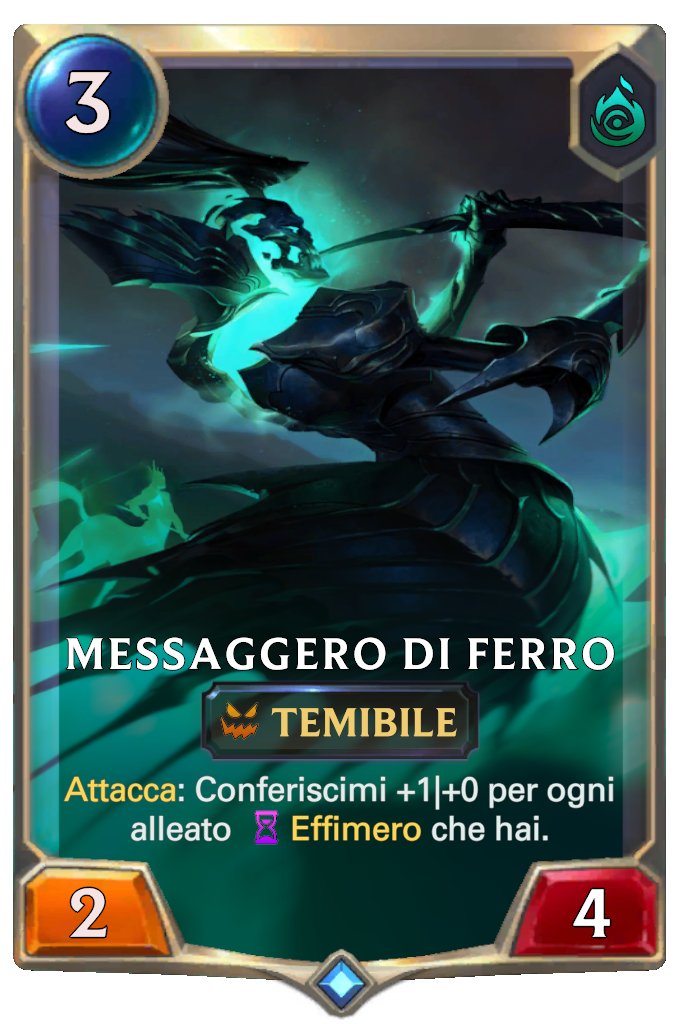 3
MESSAGGERO DI FERRO
TEMIBILE
Attacca: Conferiscimi +1|+0 per ogni
alleato Effimero che hai.
2
4